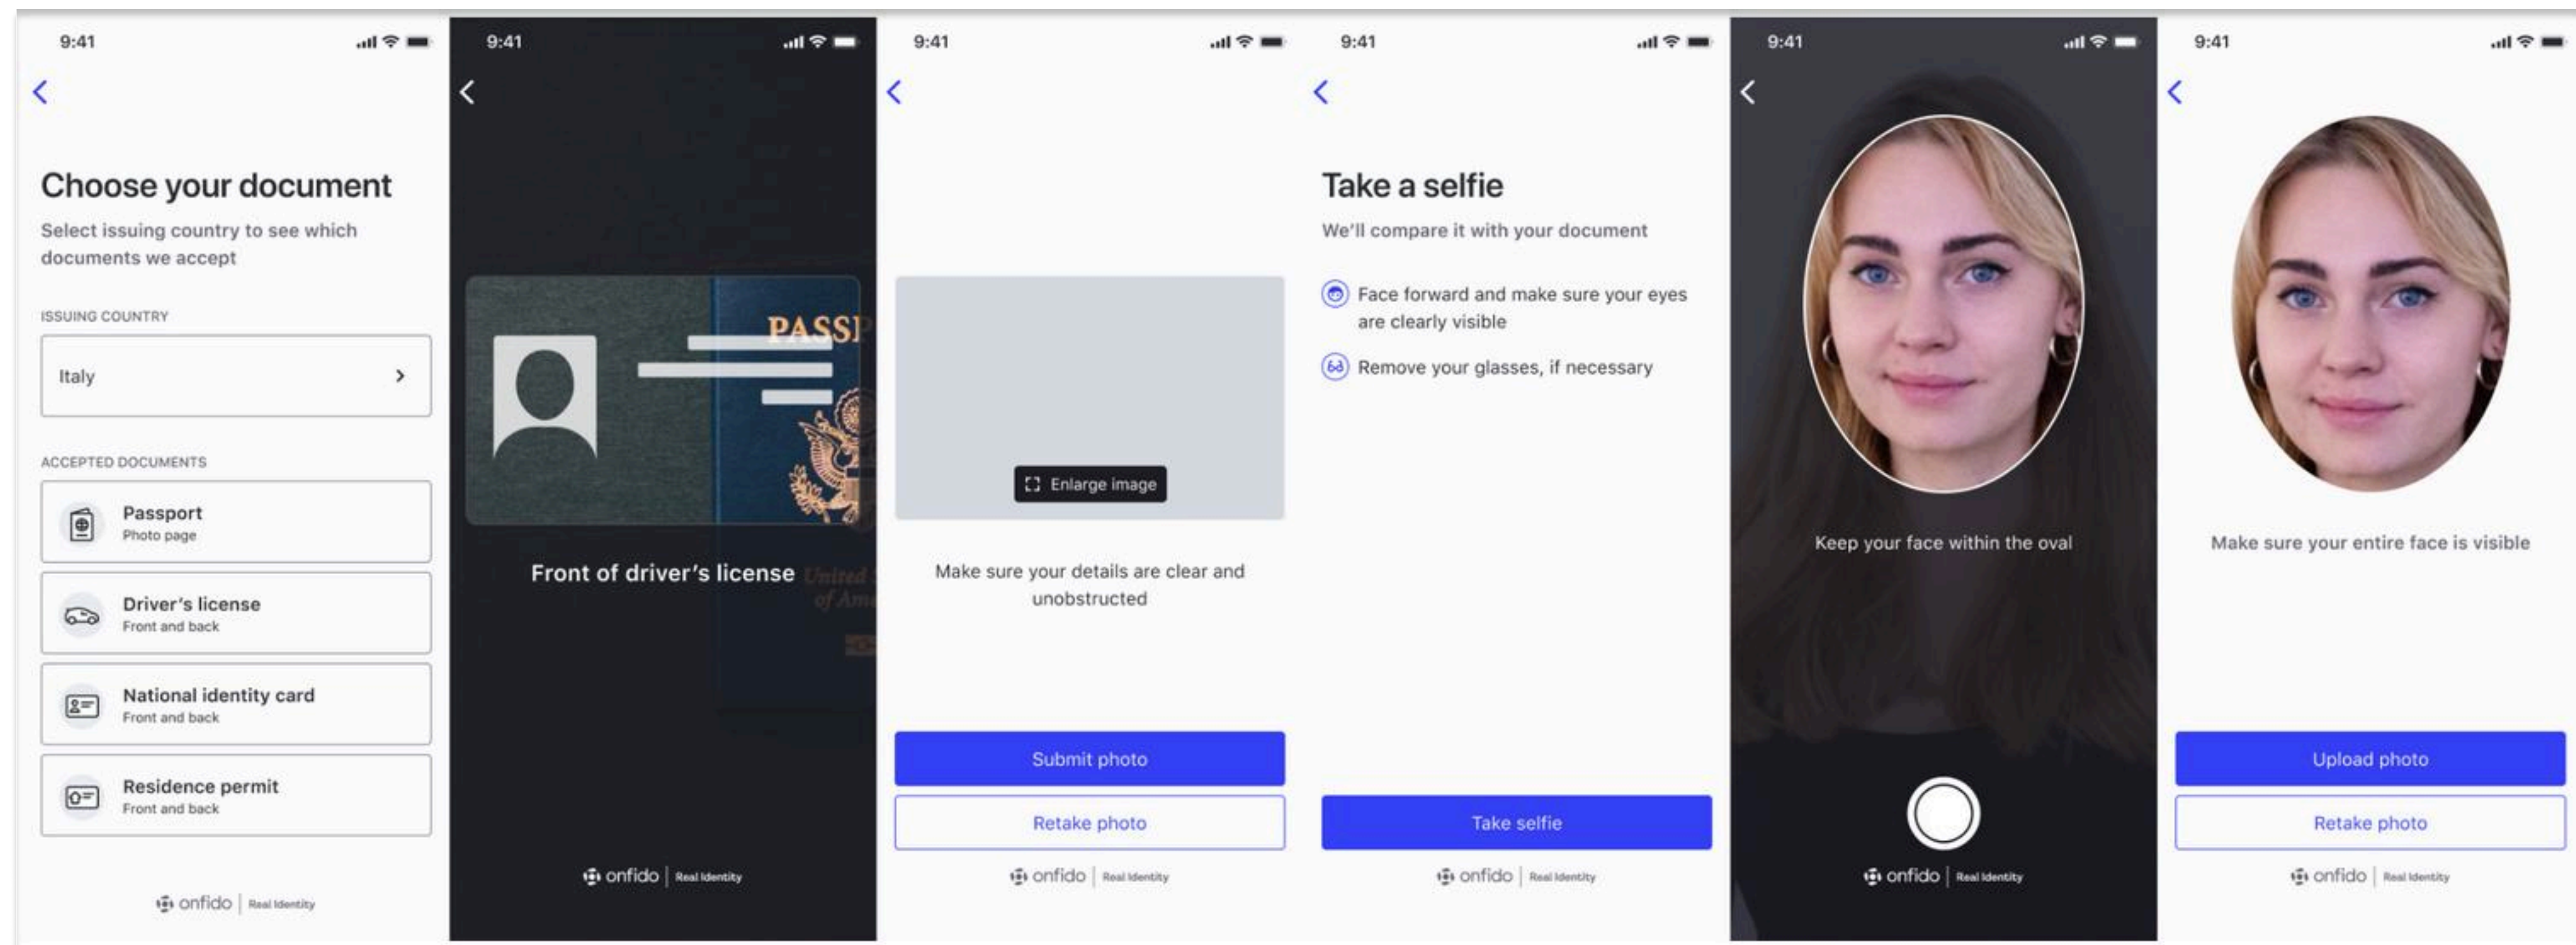 9:41
Choose your document
Select issuing country to see which
documents we accept
ISSUING COUNTRY
Italy
ACCEPTED DOCUMENTS
Passport
Photo page
Driver's license
Front and back
National identity card
Front and back
Residence permit
Front and back
onfido | Real Identity
9:41
PASSP
Front of driver's license
United S
of Ame
onfido | Real Identity
9:41
Enlarge image
Make sure your details are clear and
unobstructed
Submit photo
Retake photo
onfido | Real Identity
9:41
Take a selfie
We'll compare it with your document
Face forward and make sure your eyes
are clearly visible
Remove your glasses, if necessary
Take selfie
onfido | Real Identity
9:41
Keep your face within the oval
onfido | Real Identity
9:41
Make sure your entire face is visible
Upload photo
Retake photo
onfido | Real Identity